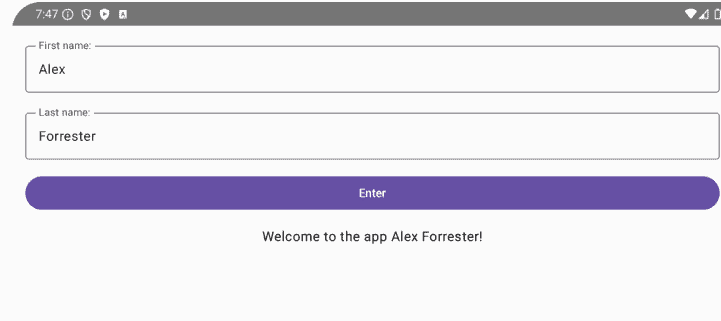 7:47
First name:
Alex
Last name:
Forrester
Enter
Welcome to the app Alex Forrester!